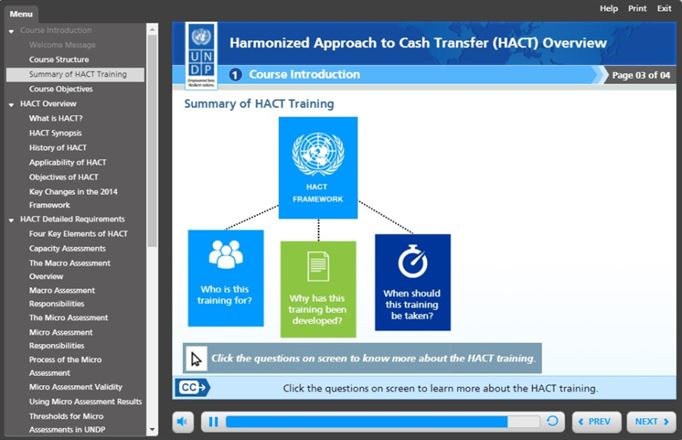 Menu
Help Print Exit
Course Introduction
Welcome Message
Course Structure
Summary of HACT Training
Course Objectives
HACT Overview
What is HACT?
HACT Synopsis
History of HACT
Applicability of HACT
Objectives of HACT
Key Changes in the 2014
Framework
HACT Detailed Requirements
Four Key Elements of HACT
Capacity Assessments
The Macro Assessment
Overview
Macro Assessment
Responsibilities
The Micro Assessment
Micro Assessment
Responsibilities
Process of the Micro
Assessment
Micro Assessment Validity
Using Micro Assessment Results
Thresholds for Micro
Assessments in UNDP
U N
D P
Empowered lives.
Resilient nations.
Harmonized Approach to Cash Transfer (HACT) Overview
1 Course Introduction
Page 03 of 04
Summary of HACT Training
HACT
FRAMEWORK
Who is this
training for?
Why has this
training been
developed?
When should
this training
be taken?
Click the questions on screen to know more about the HACT training.
CC
Click the questions on screen to learn more about the HACT training.
PREV
NEXT